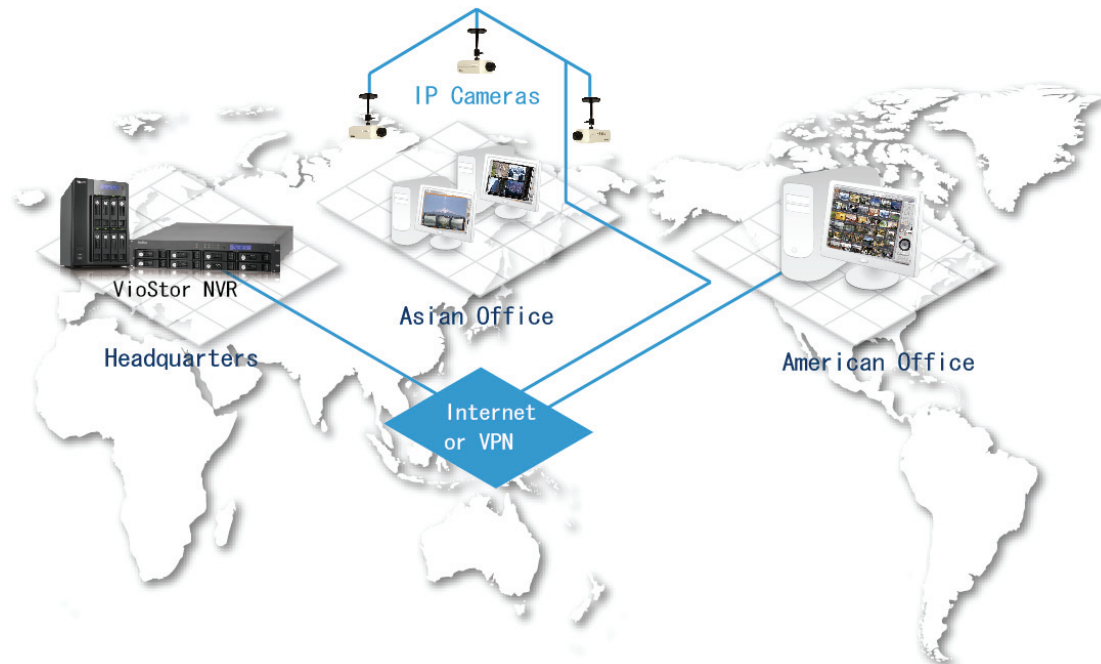 IP Cameras
VioStor NVR
Asian Office
Headquarters
American Office
Internet
or VPN